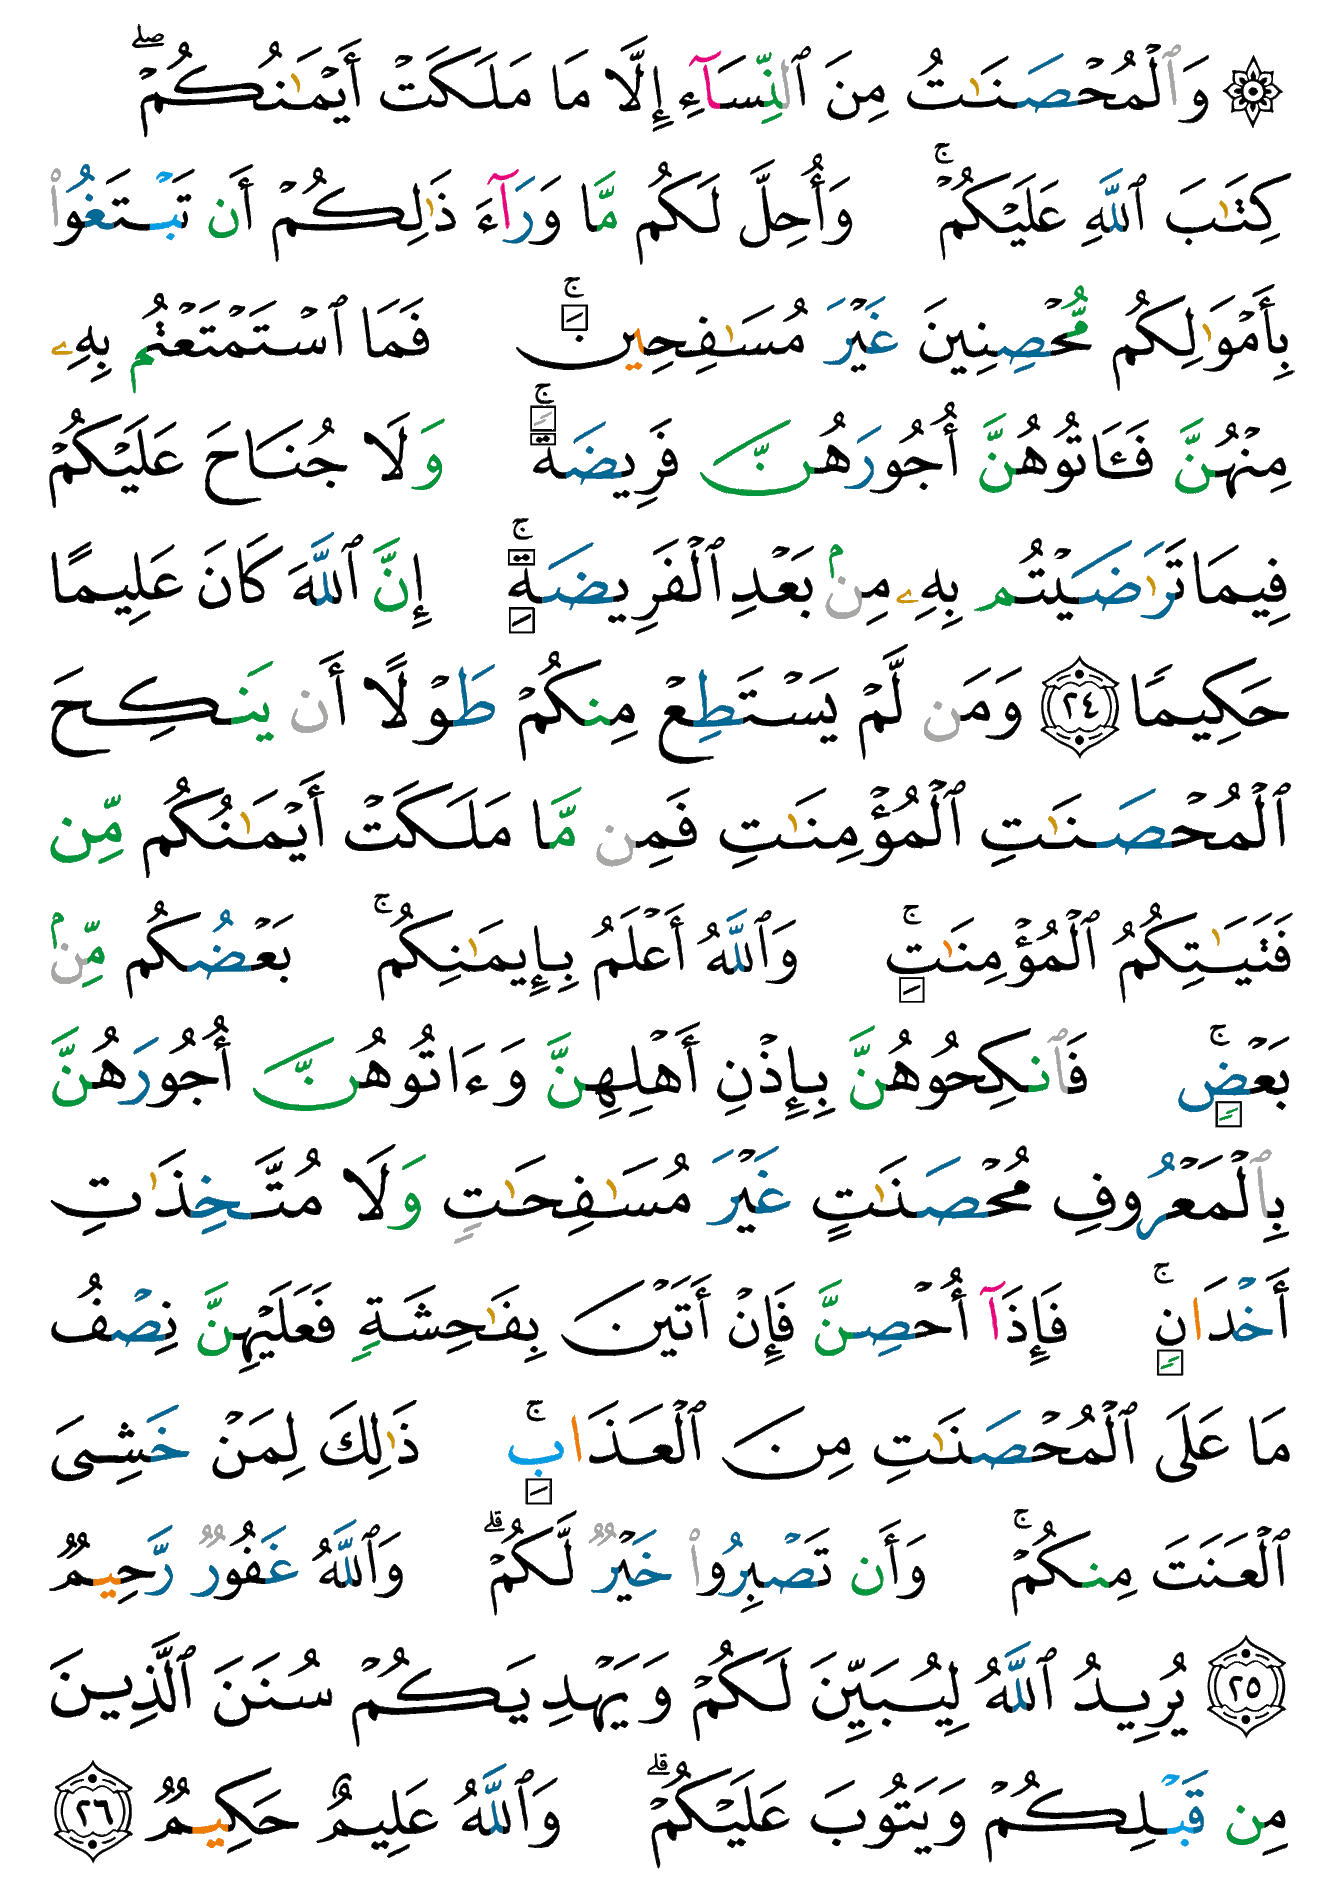 ۞ وَٱلْمُحْصَنَـٰتُ مِنَ ٱلنِّسَآءِ إِلَّا مَا مَلَكَتْ أَيْمَـٰنُكُمْ ۖ
كِتَـٰبَ ٱللَّهِ عَلَيْكُمْ ۚ وَأُحِلَّ لَكُم مَّا وَرَآءَ ذَٰلِكُمْ أَن تَبْتَغُوا۟
بِأَمْوَٰلِكُم مُّحْصِنِينَ غَيْرَ مُسَـٰفِحِينَ ۚ فَمَا ٱسْتَمْتَعْتُم بِهِۦ
مِنْهُنَّ فَـَٔاتُوهُنَّ أُجُورَهُنَّ فَرِيضَةً ۚ وَلَا جُنَاحَ عَلَيْكُمْ
فِيمَا تَرَٰضَيْتُم بِهِۦ مِنۢ بَعْدِ ٱلْفَرِيضَةِ ۚ إِنَّ ٱللَّهَ كَانَ عَلِيمًا
حَكِيمًا ٢٤ وَمَن لَّمْ يَسْتَطِعْ مِنكُمْ طَوْلًا أَن يَنكِحَ
ٱلْمُحْصَنَـٰتِ ٱلْمُؤْمِنَـٰتِ فَمِن مَّا مَلَكَتْ أَيْمَـٰنُكُم مِّن
فَتَيَـٰتِكُمُ ٱلْمُؤْمِنَـٰتِ ۚ وَٱللَّهُ أَعْلَمُ بِإِيمَـٰنِكُم ۚ بَعْضُكُم مِّنۢ
بَعْضٍ ۚ فَٱنكِحُوهُنَّ بِإِذْنِ أَهْلِهِنَّ وَءَاتُوهُنَّ أُجُورَهُنَّ
بِٱلْمَعْرُوفِ مُحْصَنَـٰتٍ غَيْرَ مُسَـٰفِحَـٰتٍ وَلَا مُتَّخِذَٰتِ
أَخْدَانٍ ۚ فَإِذَآ أُحْصِنَّ فَإِنْ أَتَيْنَ بِفَـٰحِشَةٍ فَعَلَيْهِنَّ نِصْفُ
مَا عَلَى ٱلْمُحْصَنَـٰتِ مِنَ ٱلْعَذَابِ ۚ ذَٰلِكَ لِمَنْ خَشِىَ
ٱلْعَنَتَ مِنكُمْ ۚ وَأَن تَصْبِرُوا۟ خَيْرٌ لَّكُمْ ۗ وَٱللَّهُ غَفُورٌ رَّحِيمٌ
٢٥ يُرِيدُ ٱللَّهُ لِيُبَيِّنَ لَكُمْ وَيَهْدِيَكُمْ سُنَنَ ٱلَّذِينَ
مِن قَبْلِكُمْ وَيَتُوبَ عَلَيْكُمْ ۗ وَٱللَّهُ عَلِيمٌ حَكِيمٌ ٢٦